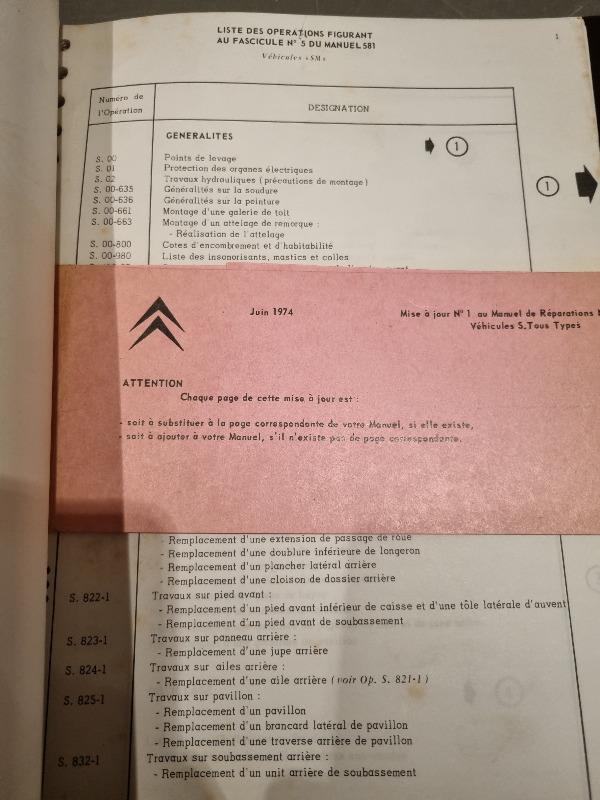 LISTE DES OPERATIONS FIGURANT
AU FASCICULE N° 5 DU MANUEL 581
Véhicules «SM»
1
Numéro de
l'Opération
DESIGNATION
GENERALITES
1
S. 00 Points de levage
S. 01 Protection des organes électriques
1
S. 02 Travaux hydrauliques (précautions de montage)
S. 00-635 Généralités sur la soudure
S. 00-636 Généralités sur la peinture
S. 00-661 Montage d'une galerie de toit
S. 00-663 Montage d'un attelage de remorque :
- Réalisation de l'attelage
S. 00-800 Cotes d'encombrement et d'habitabilité
S. 00-980 Liste des insonorisants, mastics et colles
Juin 1974
Mise à jour N° 1 au Manuel de Réparations
Véhicules S.Tous Types
ATTENTION
Chaque page de cette mise à jour est :
- soit à substituer à la page correspondante de votre Manuel, si elle existe,
- soit à ajouter à votre Manuel, s'il n'existe pas de page correspondante.
- Remplacement d'une extension de passage de roue
- Remplacement d'une doublure inférieure de longeron
- Remplacement d'un plancher latéral arrière
- Remplacement d'une cloison de dossier arrière
S. 822-1 Travaux sur pied avant :
- Remplacement d'un pied avant inférieur de caisse et d'une tôle latérale d'auvent
- Remplacement d'un pied avant de soubassement
S. 823-1 Travaux sur panneau arrière :
- Remplacement d'une jupe arrière
S. 824-1 Travaux sur ailes arrière :
- Remplacement d'une aile arrière (voir Op. S. 821-1)
S. 825-1 Travaux sur pavillon :
- Remplacement d'un pavillon
- Remplacement d'un brancard latéral de pavillon
- Remplacement d'une traverse arrière de pavillon
S. 832-1 Travaux sur soubassement arrière :
- Remplacement d'un unit arrière de soubassement